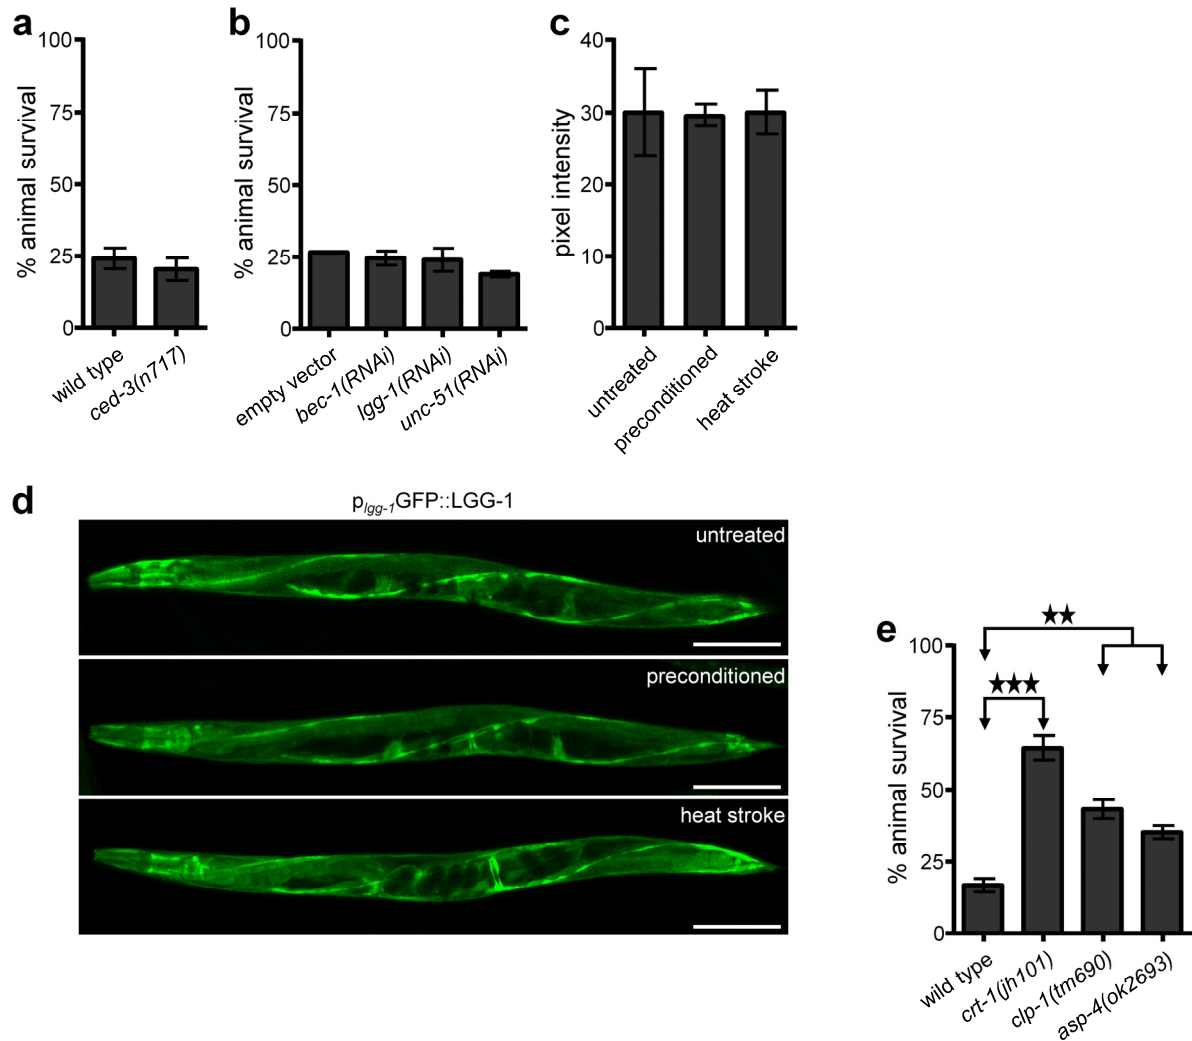 a
100
75
50
25
0
% animal survival
wild type
ced-3(n717)
b
100
75
50
25
0
% animal survival
empty vector
bec-1(RNAi)
lgg-1(RNAi)
unc-51(RNAi)
c
40
30
20
10
0
pixel intensity
untreated
preconditioned
heat stroke
d
plgg-1GFP::LGG-1
untreated
preconditioned
heat stroke
e
★★
★★★
100
75
50
25
0
% animal survival
wild type
crt-1(jh101)
clp-1(tm690)
asp-4(ok2693)